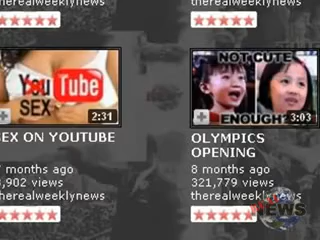 therealweeklynews
therealweeklynews
You Tube
SEX
2:31
NOT CUTE
ENOUGH?
3:03
SEX ON YOUTUBE
OLYMPICS
OPENING
7 months ago
8 months ago
,902 views
321,779 views
therealweeklynews
therealweeklynews
NEWS